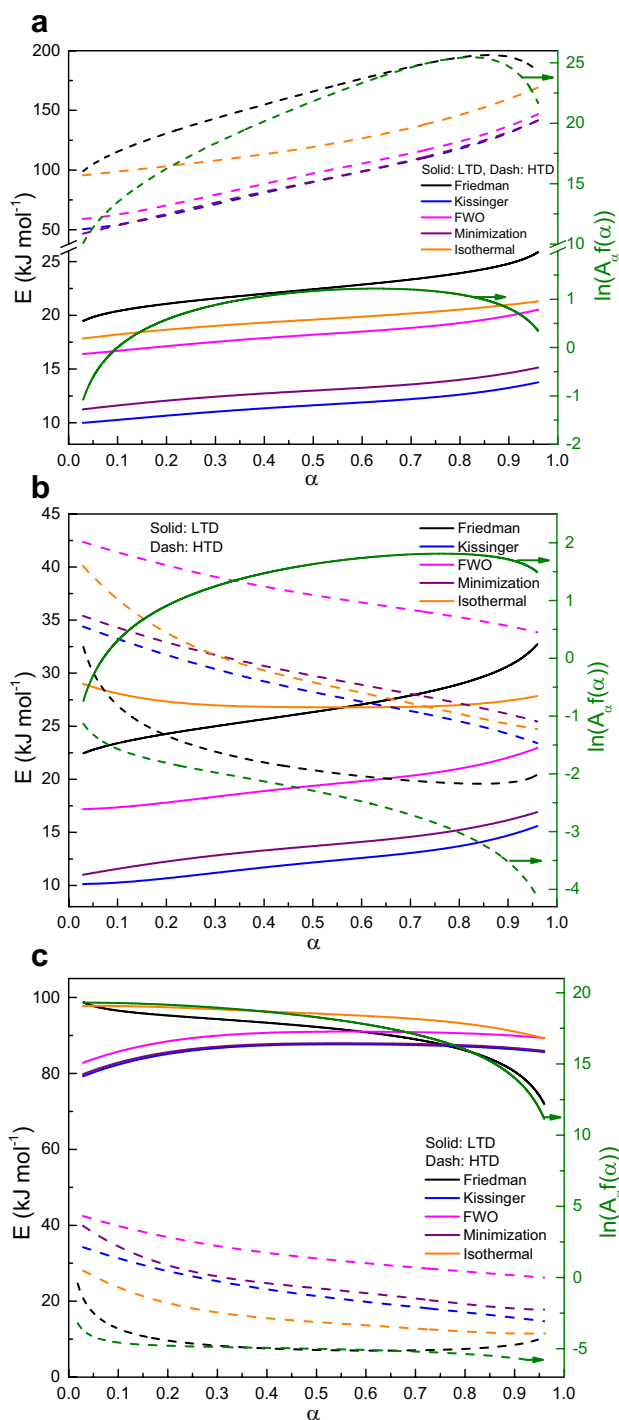 a
200
150
100
50
25
20
15
10
E (kJ mol-1)
25
20
15
10
1
0
-1
-2
ln(Aα f(α))
Solid: LTD, Dash: HTD
Friedman
Kissinger
FWO
Minimization
Isothermal
0.0 0.1 0.2 0.3 0.4 0.5 0.6 0.7 0.8 0.9 1.0
α
b
45
40
35
30
25
20
15
10
E (kJ mol-1)
Solid: LTD
Dash: HTD
Friedman
Kissinger
FWO
Minimization
Isothermal
2
1
0
-1
-2
-3
-4
ln(Aα f(α))
0.0 0.1 0.2 0.3 0.4 0.5 0.6 0.7 0.8 0.9 1.0
α
c
100
80
60
40
20
0
E (kJ mol-1)
Solid: LTD
Dash: HTD
Friedman
Kissinger
FWO
Minimization
Isothermal
20
15
10
5
0
-5
ln(Aα f(α))
0.0 0.1 0.2 0.3 0.4 0.5 0.6 0.7 0.8 0.9 1.0
α